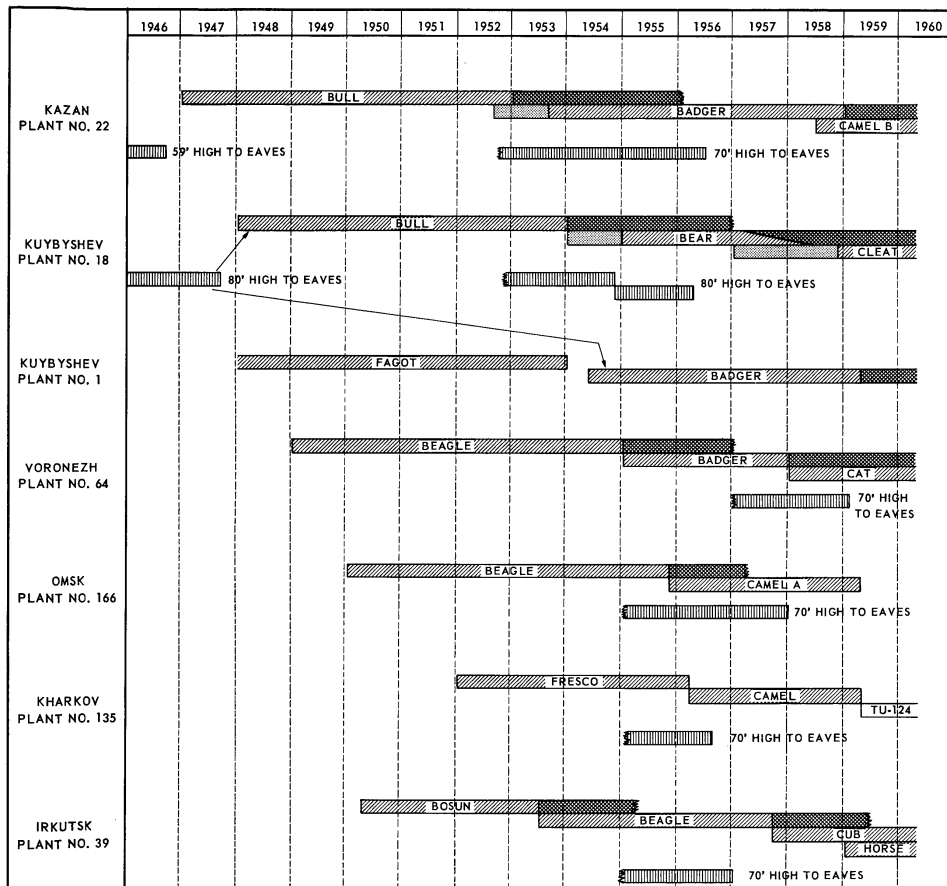 1946 1947 1948 1949 1950 1951 1952 1953 1954 1955 1956 1957 1958 1959 1960
KAZAN
PLANT NO. 22
BULL
BADGER
CAMEL B
59' HIGH TO EAVES
70' HIGH TO EAVES
KUYBYSHEV
PLANT NO. 18
BULL
BEAR
CLEAT
80' HIGH TO EAVES
80' HIGH TO EAVES
KUYBYSHEV
PLANT NO. 1
FAGOT
BADGER
VORONEZH
PLANT NO. 64
BEAGLE
BADGER
CAT
70' HIGH
TO EAVES
OMSK
PLANT NO. 166
BEAGLE
CAMEL A
70' HIGH TO EAVES
KHARKOV
PLANT NO. 135
FRESCO
CAMEL
TU-124
70' HIGH TO EAVES
IRKUTSK
PLANT NO. 39
BOSUN
BEAGLE
CUB
HORSE
70' HIGH TO EAVES